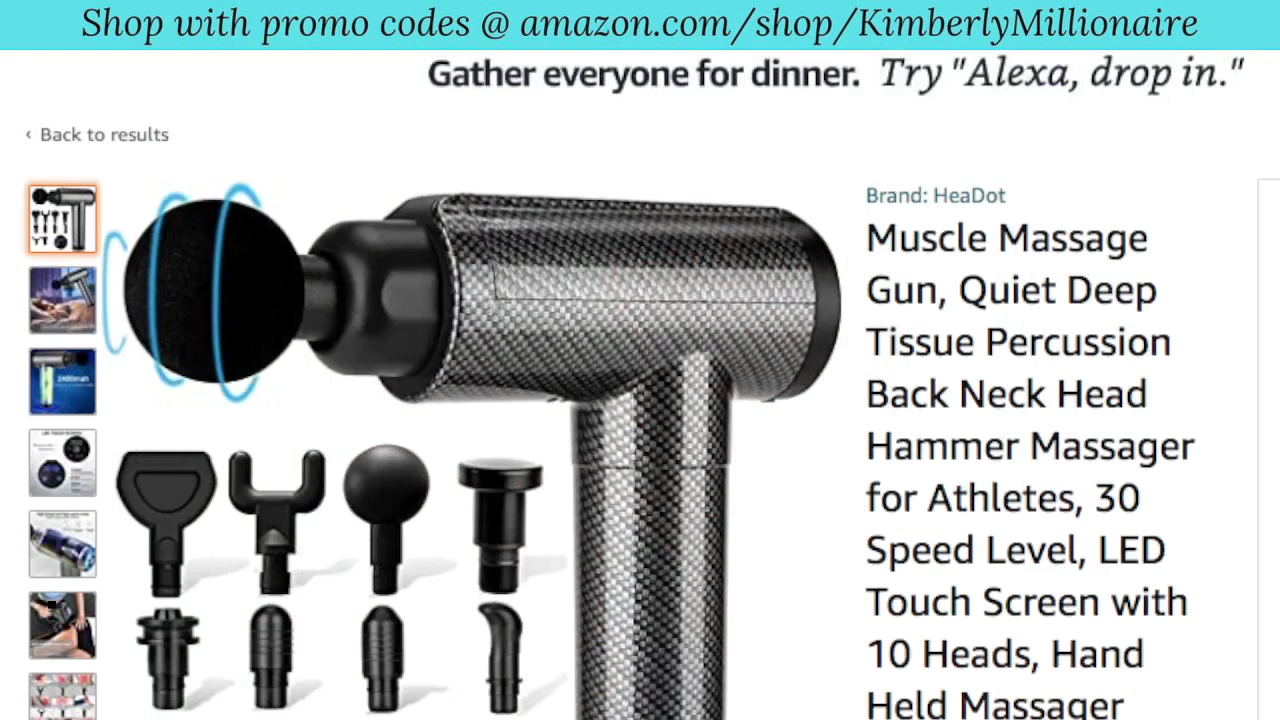 Shop with promo codes @ amazon.com/shop/KimberlyMillionaire
Gather everyone for dinner. Try "Alexa, drop in."
‹ Back to results
Brand: HeaDot
Muscle Massage
Gun, Quiet Deep
Tissue Percussion
Back Neck Head
Hammer Massager
for Athletes, 30
Speed Level, LED
Touch Screen with
10 Heads, Hand
Held Massager